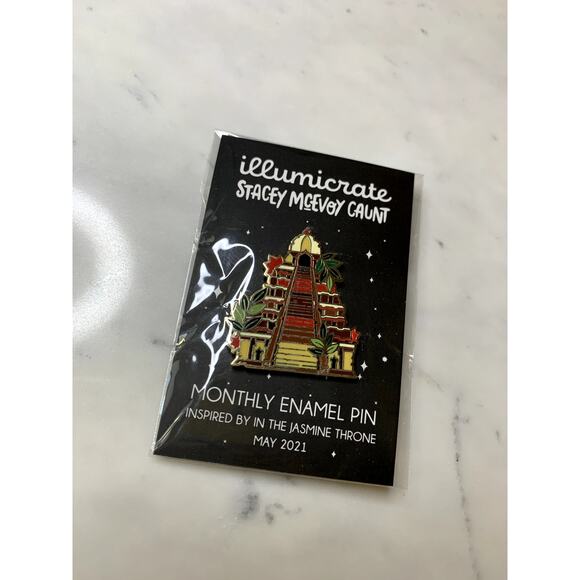 illumicrate
STACEY McEVOY CAUNT
MONTHLY ENAMEL PIN
INSPIRED BY IN THE JASMINE THRONE
MAY 2021